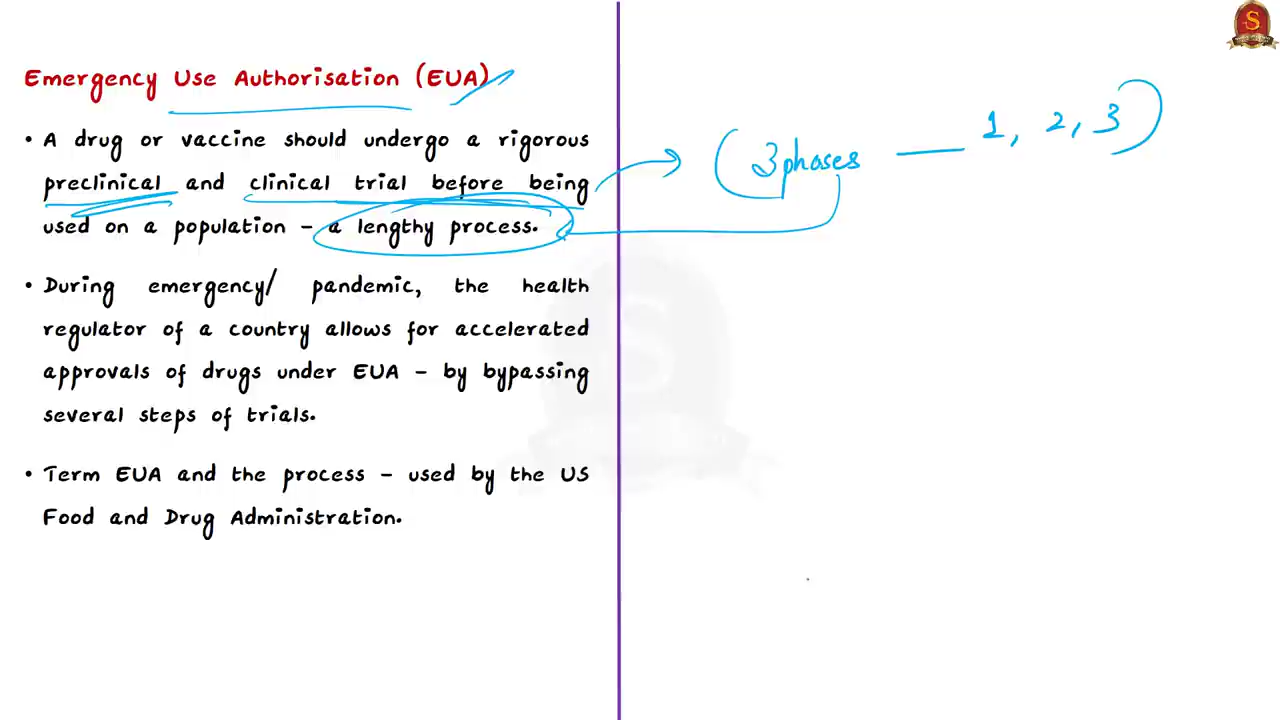 Emergency Use Authorisation (EUA)
• A drug or vaccine should undergo a rigorous
preclinical and clinical trial before being
used on a population – a lengthy process.
• During emergency/ pandemic, the health
regulator of a country allows for accelerated
approvals of drugs under EUA – by bypassing
several steps of trials.
• Term EUA and the process – used by the US
Food and Drug Administration.
(3 phases — 1, 2, 3)
S